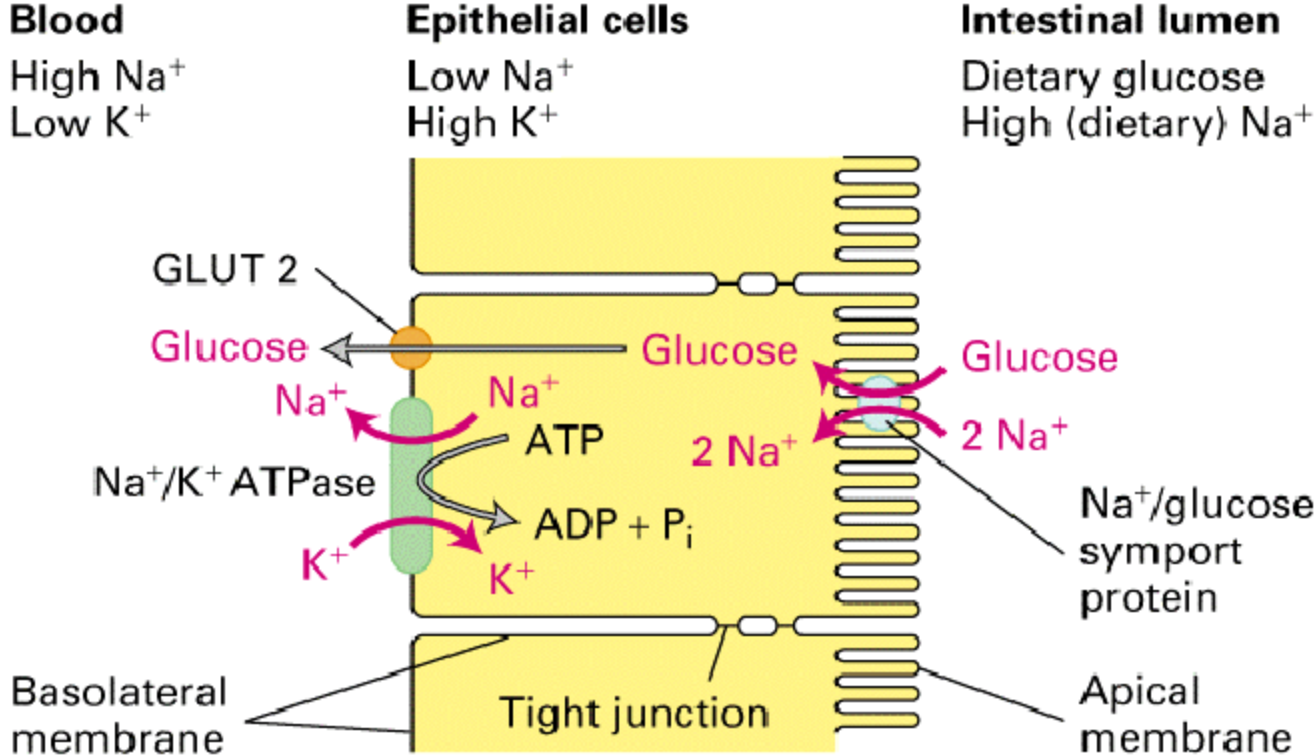 Blood
High Na⁺
Low K⁺
Epithelial cells
Low Na⁺
High K⁺
Intestinal lumen
Dietary glucose
High (dietary) Na⁺
GLUT 2
Glucose
Glucose
Glucose
Na⁺
Na⁺
ATP
2 Na⁺
2 Na⁺
Na⁺/K⁺ ATPase
ADP + Pᵢ
K⁺
K⁺
Na⁺/glucose
symport
protein
Basolateral
membrane
Tight junction
Apical
membrane